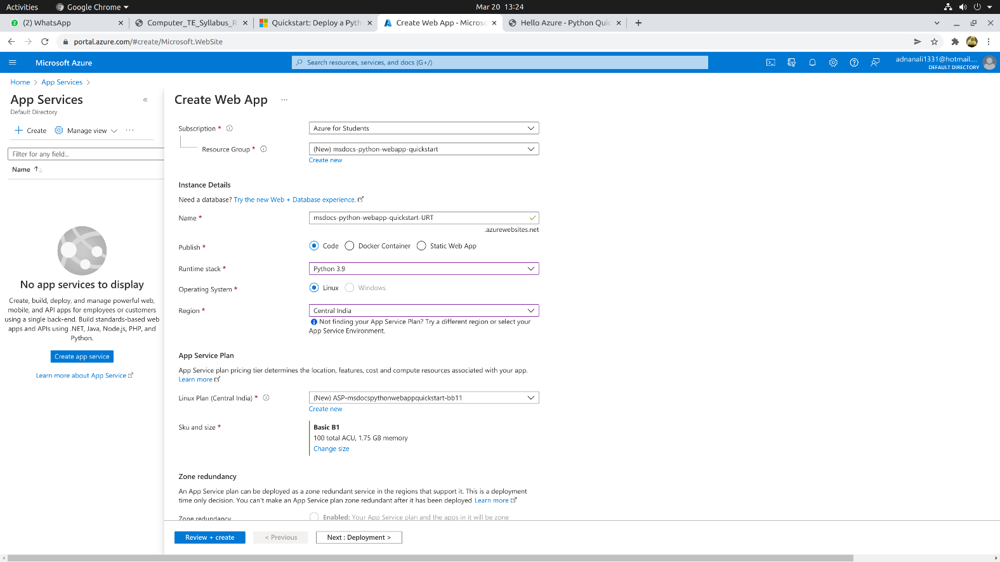 Activities
Google Chrome
Mar 20 13:24
(2) WhatsApp
Computer_TE_Syllabus_R
Quickstart: Deploy a Pyth
Create Web App - Microso
Hello Azure - Python Quic
portal.azure.com/#create/Microsoft.WebSite
Microsoft Azure
Search resources, services, and docs (G+/)
adnanali1331@hotmail....
DEFAULT DIRECTORY
Home > App Services >
App Services
Default Directory
Create
Manage view
Filter for any field...
Name
No app services to display
Create, build, deploy, and manage powerful web,
mobile, and API apps for employees or customers
using a single back-end. Build standards-based web
apps and APIs using .NET, Java, Node.js, PHP, and
Python.
Create app service
Learn more about App Service
Create Web App ...
Subscription *
Azure for Students
Resource Group *
(New) msdocs-python-webapp-quickstart
Create new
Instance Details
Need a database? Try the new Web + Database experience.
Name *
msdocs-python-webapp-quickstart-URT
.azurewebsites.net
Publish *
Code
Docker Container
Static Web App
Runtime stack *
Python 3.9
Operating System *
Linux
Windows
Region *
Central India
Not finding your App Service Plan? Try a different region or select your
App Service Environment.
App Service Plan
App Service plan pricing tier determines the location, features, cost and compute resources associated with your app.
Learn more
Linux Plan (Central India) *
(New) ASP-msdocspythonwebappquickstart-bb11
Create new
Sku and size *
Basic B1
100 total ACU, 1.75 GB memory
Change size
Zone redundancy
An App Service plan can be deployed as a zone redundant service in the regions that support it. This is a deployment
time only decision. You can't make an App Service plan zone redundant after it has been deployed Learn more
Zone redundancy
Enabled: Your App Service plan and the apps in it will be zone
Review + create
< Previous
Next : Deployment >